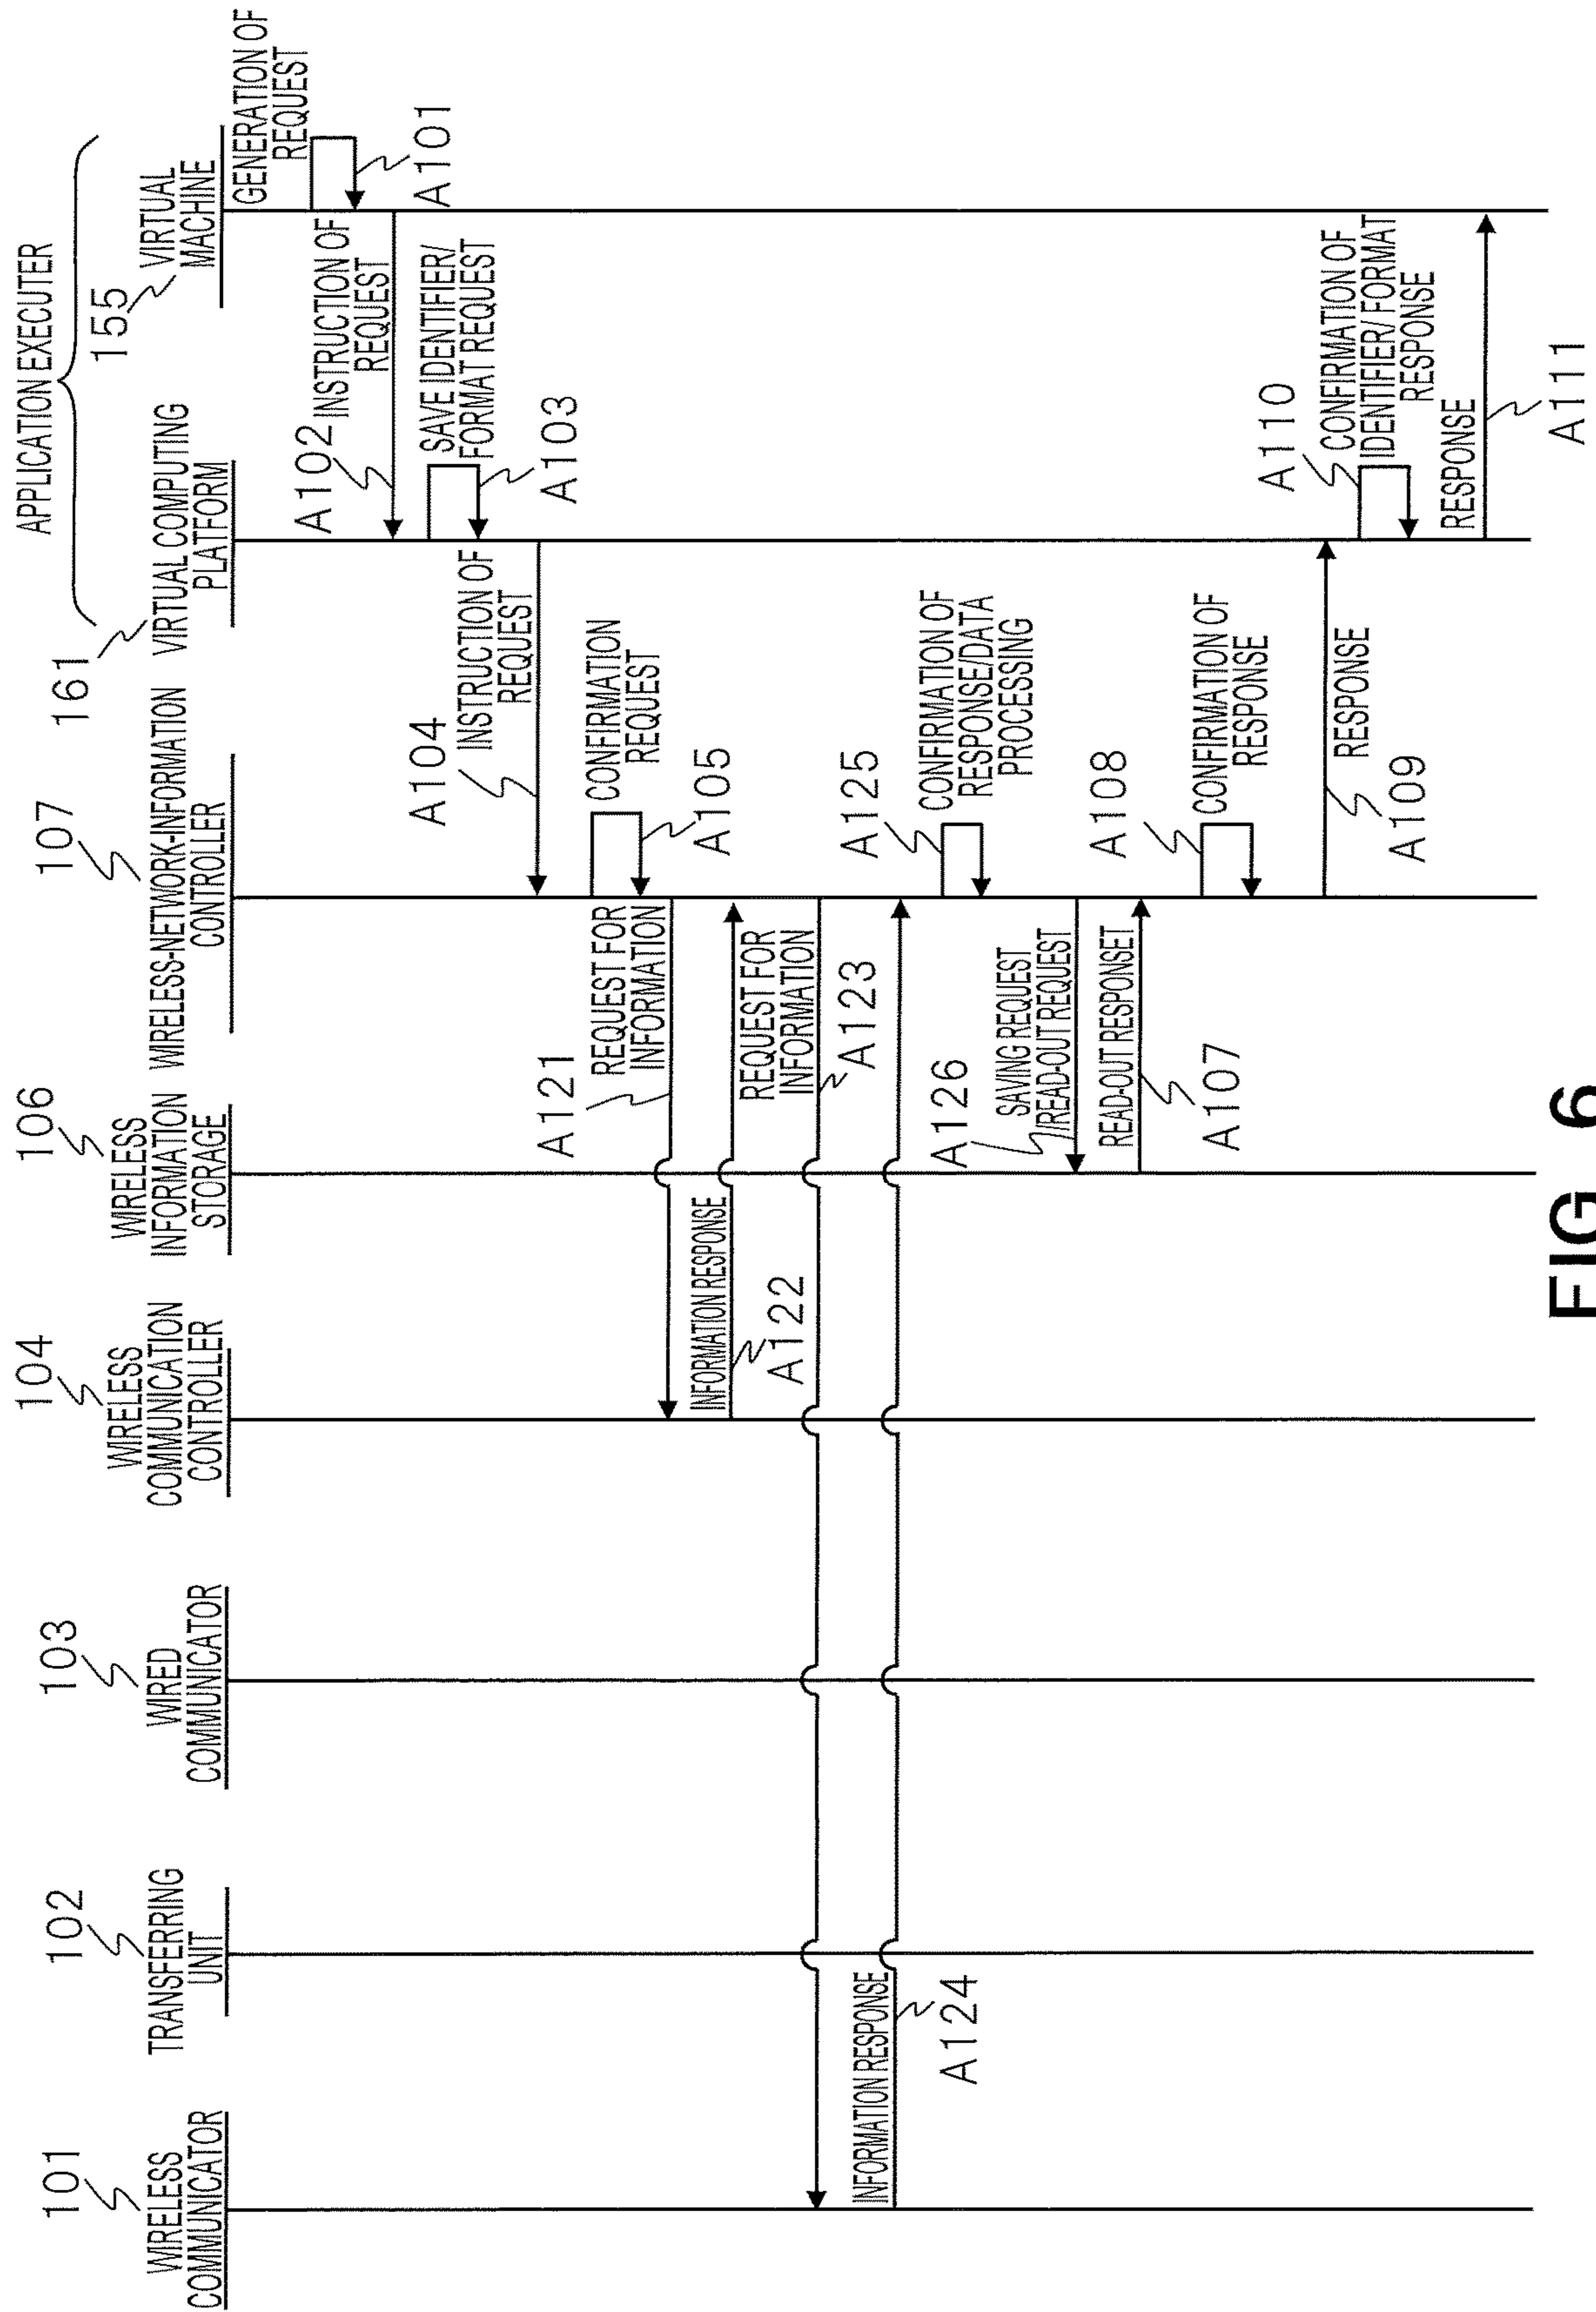 101
WIRELESS
COMMUNICATOR
102
TRANSFERRING
UNIT
103
WIRED
COMMUNICATOR
104
WIRELESS
COMMUNICATION
CONTROLLER
106
WIRELESS
INFORMATION
STORAGE
107
WIRELESS-NETWORK-INFORMATION
CONTROLLER
APPLICATION EXECUTER
161
VIRTUAL COMPUTING
PLATFORM
155
VIRTUAL
MACHINE
GENERATION OF
REQUEST
A101
A102
INSTRUCTION OF
REQUEST
SAVE IDENTIFIER/
FORMAT REQUEST
A103
A104
INSTRUCTION OF
REQUEST
CONFIRMATION
REQUEST
A105
A121
REQUEST FOR
INFORMATION
INFORMATION RESPONSE
A122
REQUEST FOR
INFORMATION
A123
INFORMATION RESPONSE
A124
A125
CONFIRMATION OF
RESPONSE/DATA
PROCESSING
A126
SAVING REQUEST
/READ-OUT REQUEST
READ-OUT RESPONSET
A107
A108
CONFIRMATION OF
RESPONSE
RESPONSE
A109
A110
CONFIRMATION OF
IDENTIFIER/FORMAT
RESPONSE
RESPONSE
A111
FIG. 6